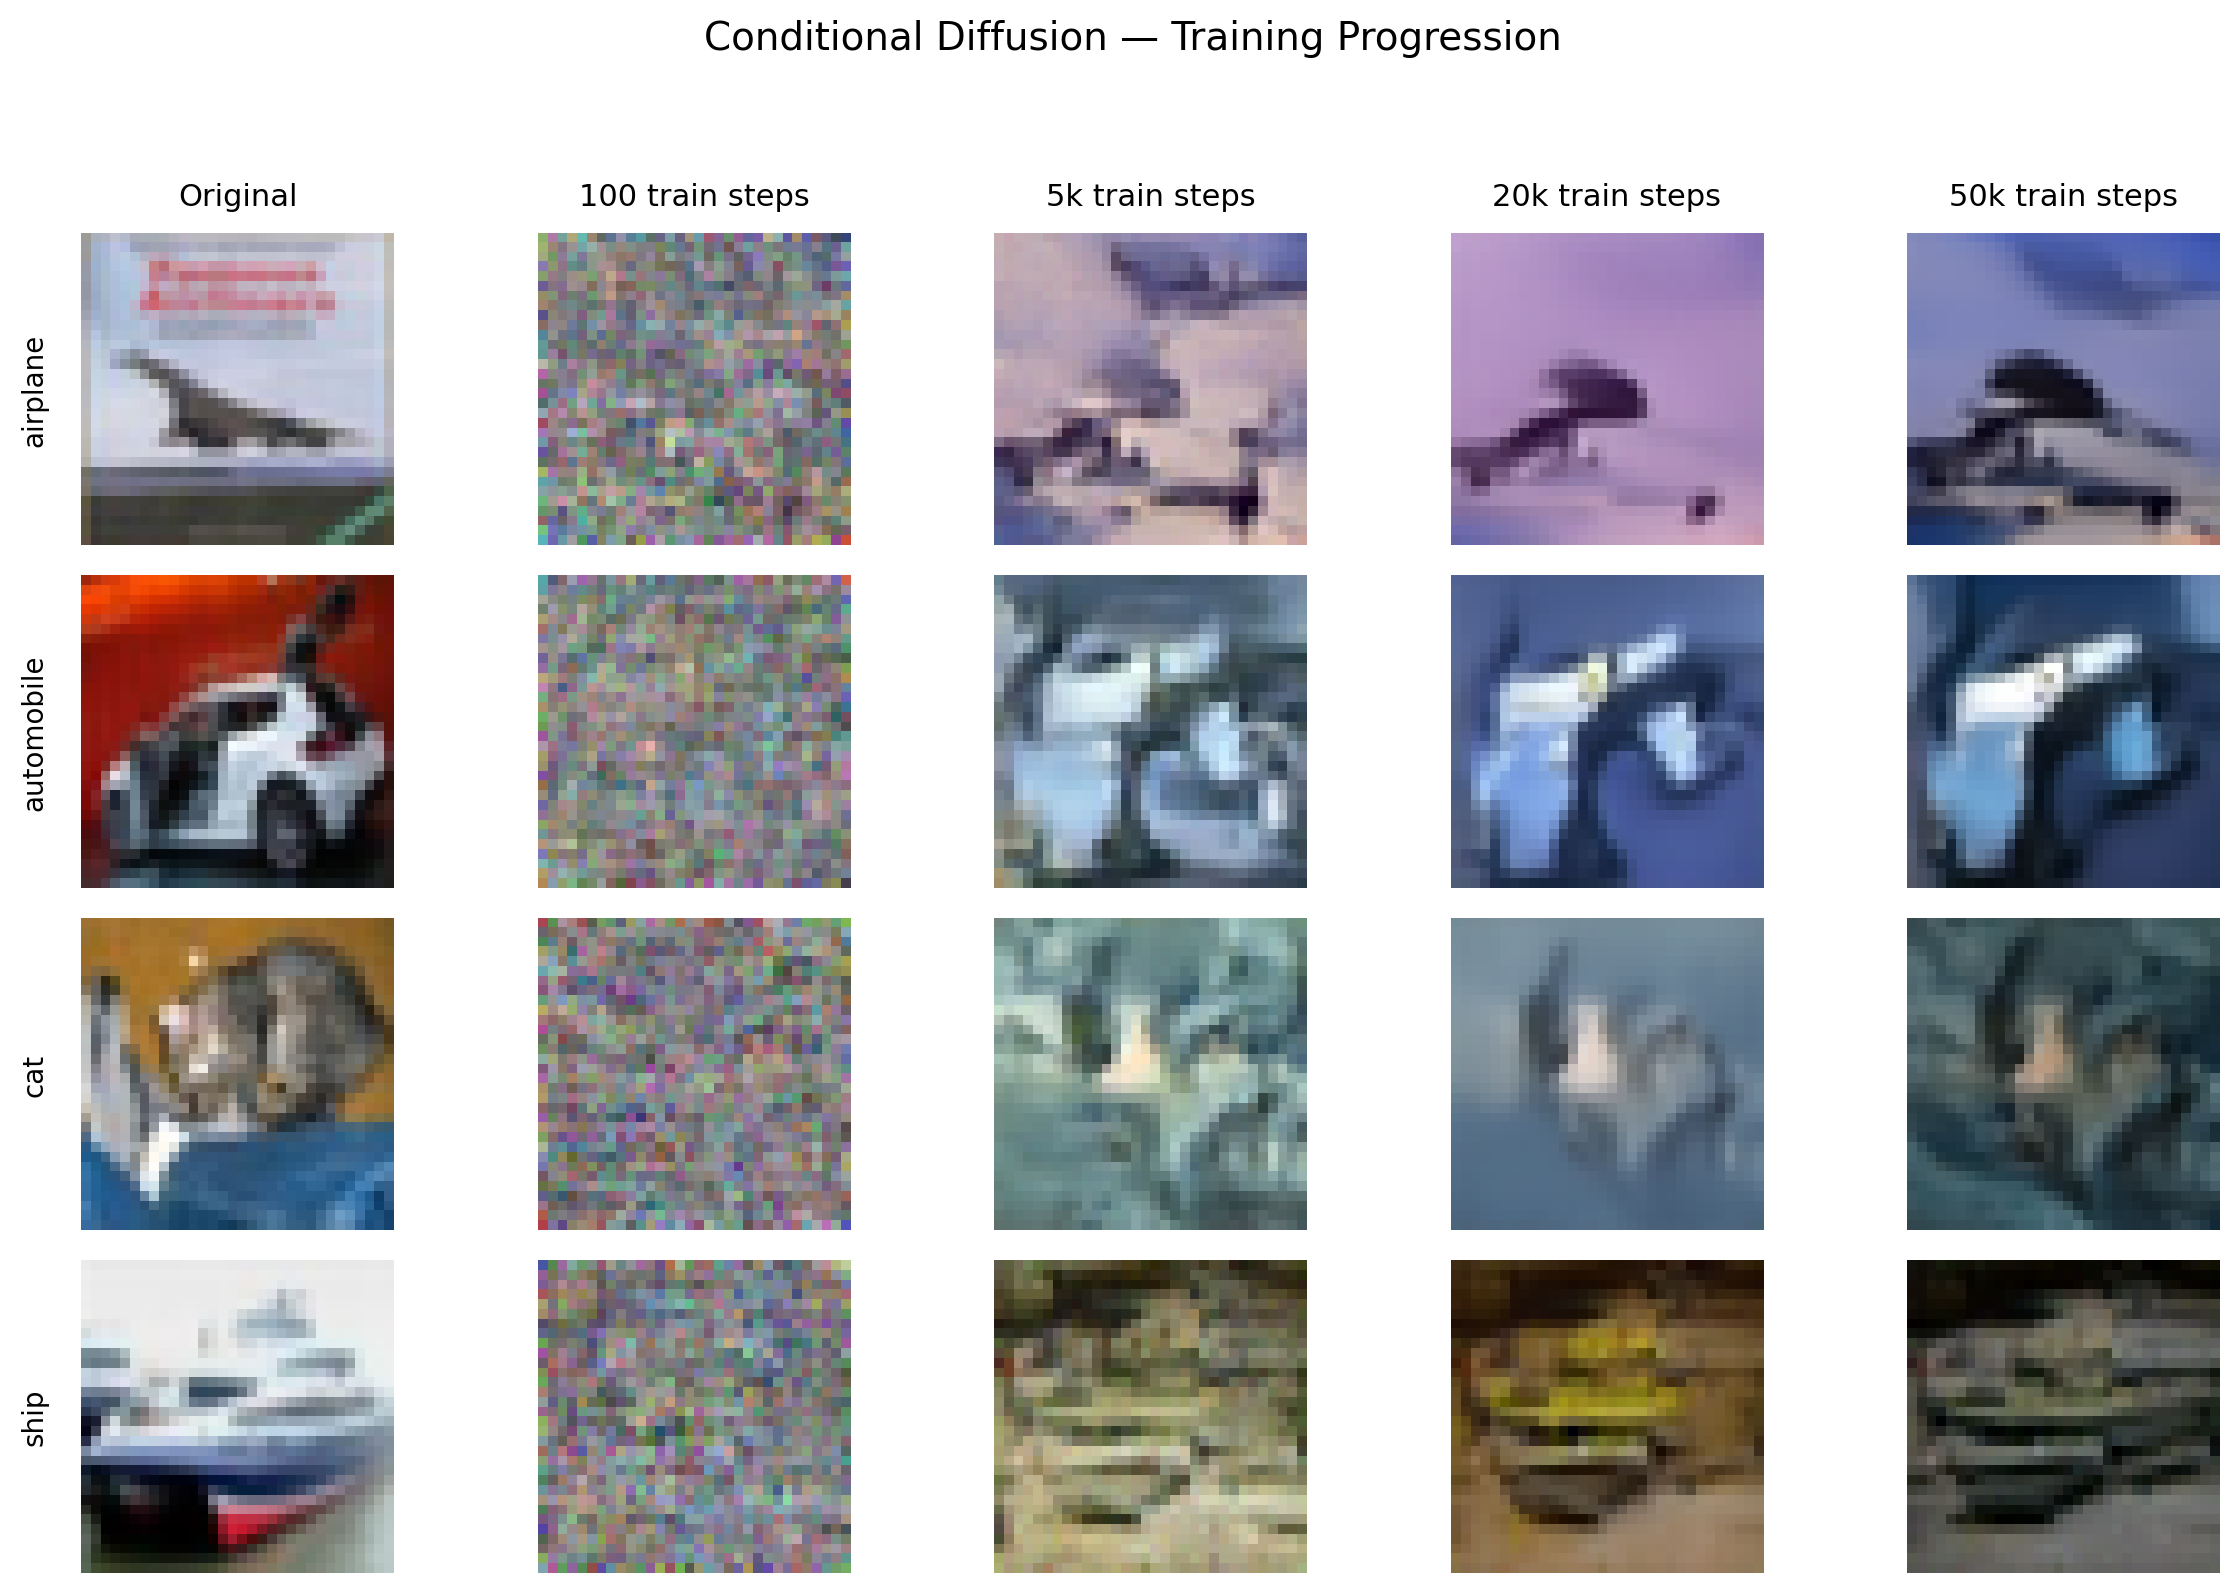 Conditional Diffusion — Training Progression
Original
100 train steps
5k train steps
20k train steps
50k train steps
airplane
automobile
cat
ship